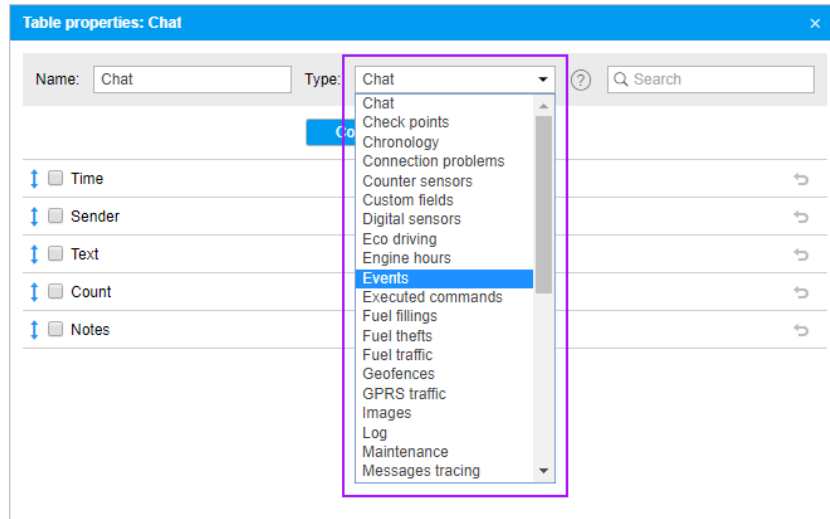 Table properties: Chat
Name: Chat Type: Chat ? Search
Chat
Check points
Chronology
Connection problems
Counter sensors
Custom fields
Digital sensors
Eco driving
Engine hours
Events
Executed commands
Fuel fillings
Fuel thefts
Fuel traffic
Geofences
GPRS traffic
Images
Log
Maintenance
Messages tracing
Time
Sender
Text
Count
Notes